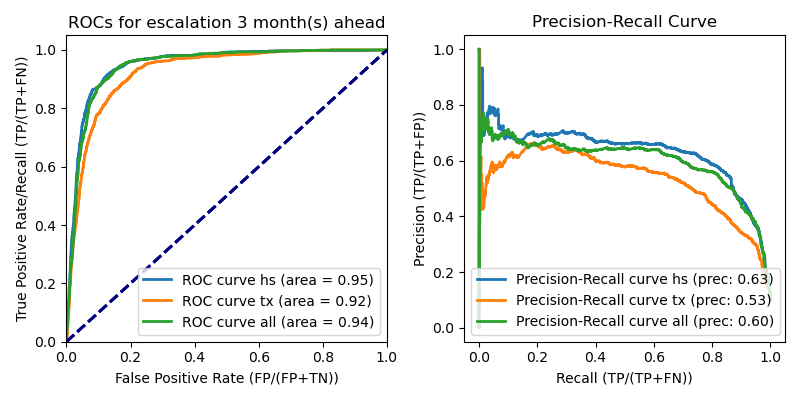 ROCs for escalation 3 month(s) ahead
True Positive Rate/Recall (TP/(TP+FN))
1.0
0.8
0.6
0.4
0.2
0.0
ROC curve hs (area = 0.95)
ROC curve tx (area = 0.92)
ROC curve all (area = 0.94)
0.0 0.2 0.4 0.6 0.8 1.0
False Positive Rate (FP/(FP+TN))
Precision-Recall Curve
Precision (TP/(TP+FP))
1.0
0.8
0.6
0.4
0.2
0.0
Precision-Recall curve hs (prec: 0.63)
Precision-Recall curve tx (prec: 0.53)
Precision-Recall curve all (prec: 0.60)
0.0 0.2 0.4 0.6 0.8 1.0
Recall (TP/(TP+FN))